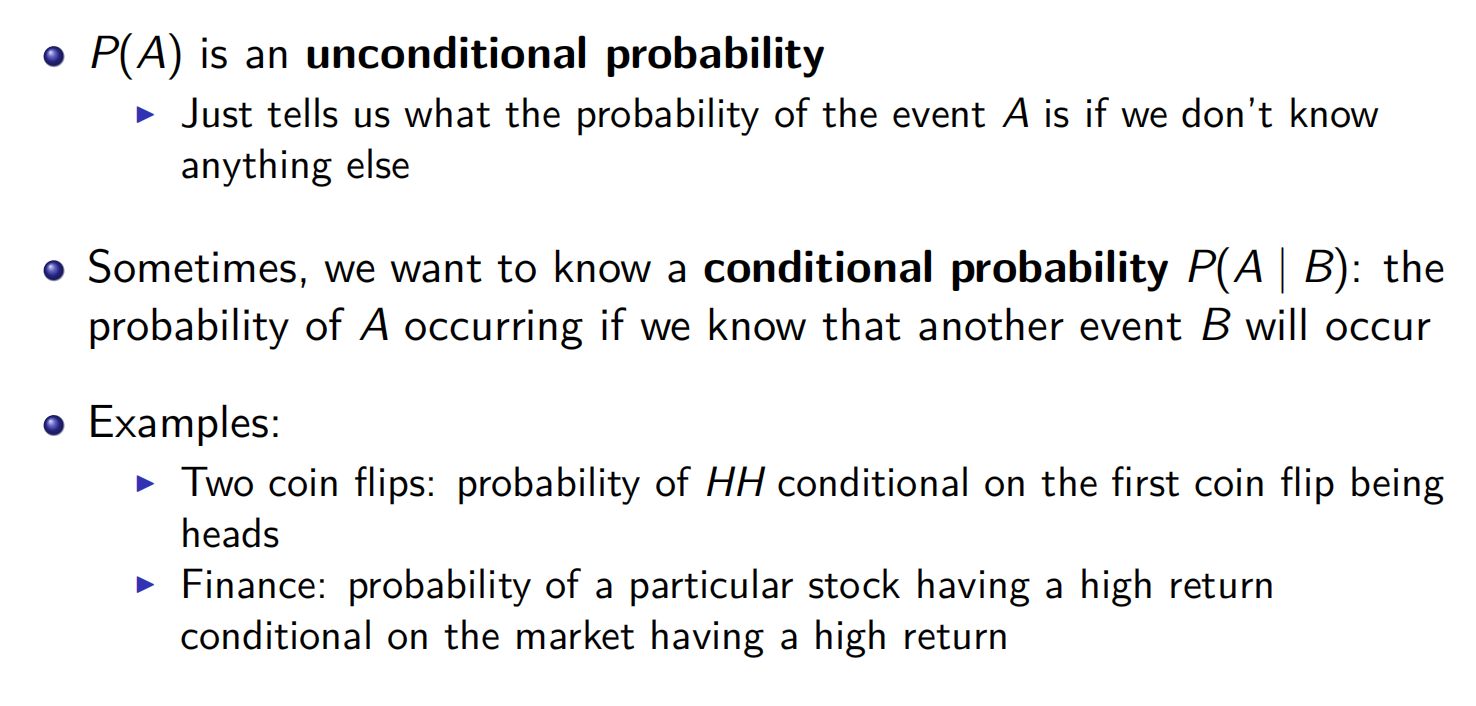 P(A) is an unconditional probability
Just tells us what the probability of the event A is if we don't know
anything else
Sometimes, we want to know a conditional probability P(A | B): the
probability of A occurring if we know that another event B will occur
Examples:
Two coin flips: probability of HH conditional on the first coin flip being
heads
Finance: probability of a particular stock having a high return
conditional on the market having a high return